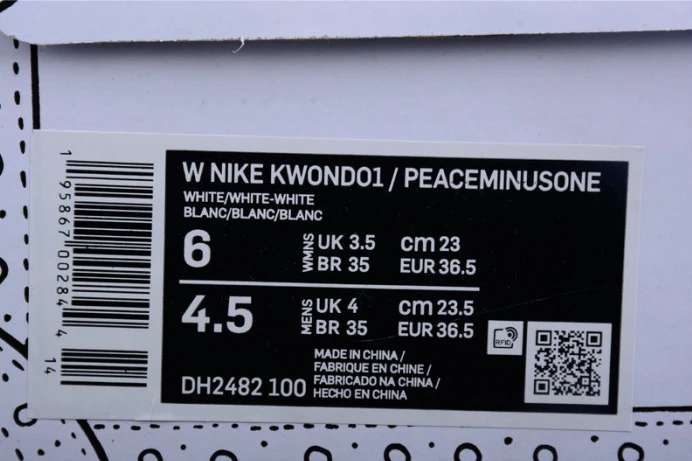 W NIKE KWONDO1 / PEACEMINUSONE
WHITE/WHITE-WHITE
BLANC/BLANC/BLANC
6 WMNS UK 3.5 cm 23
BR 35 EUR 36.5
4.5 MENS UK 4 cm 23.5
BR 35 EUR 36.5
MADE IN CHINA /
FABRIQUE EN CHINE /
FABRICADO NA CHINA /
HECHO EN CHINA
DH2482 100
RFID
1 95867 00284 4 14